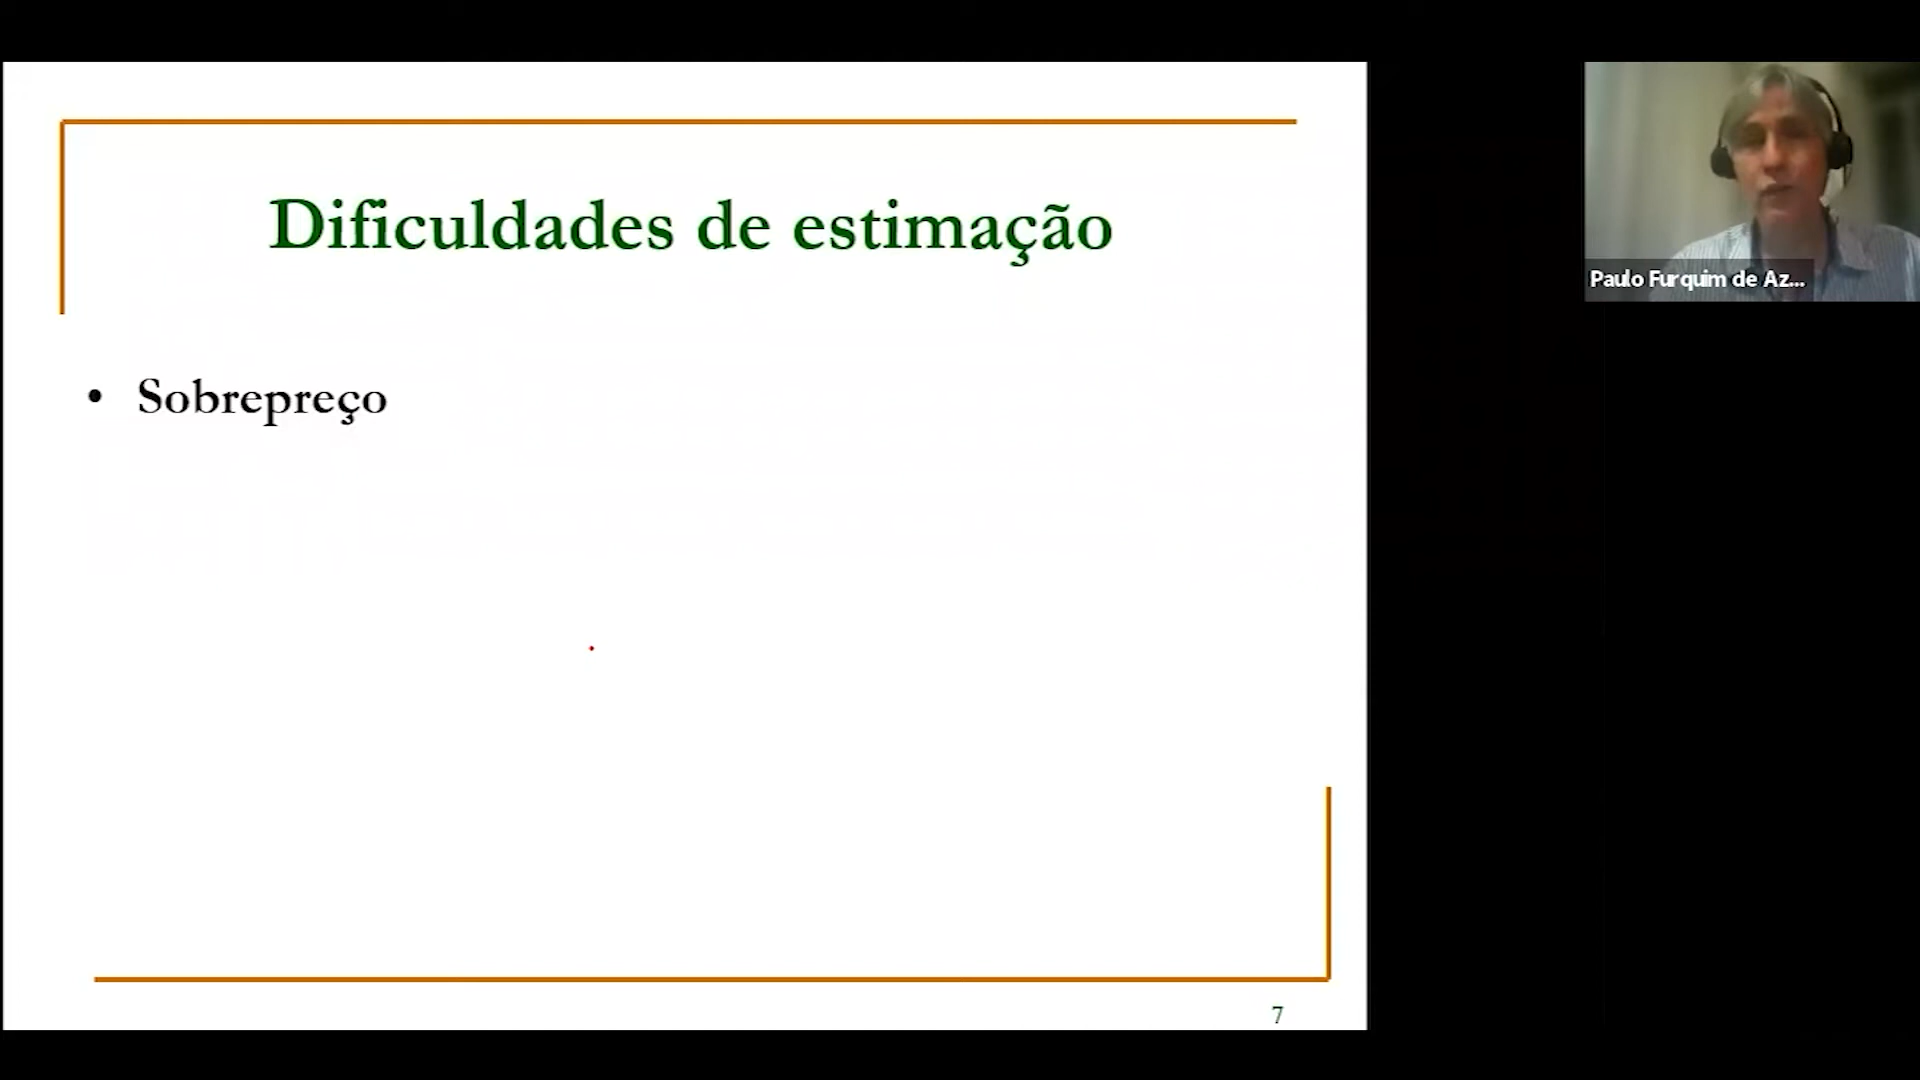 Dificuldades de estimação
• Sobrepreço
7
Paulo Furquim de Az...